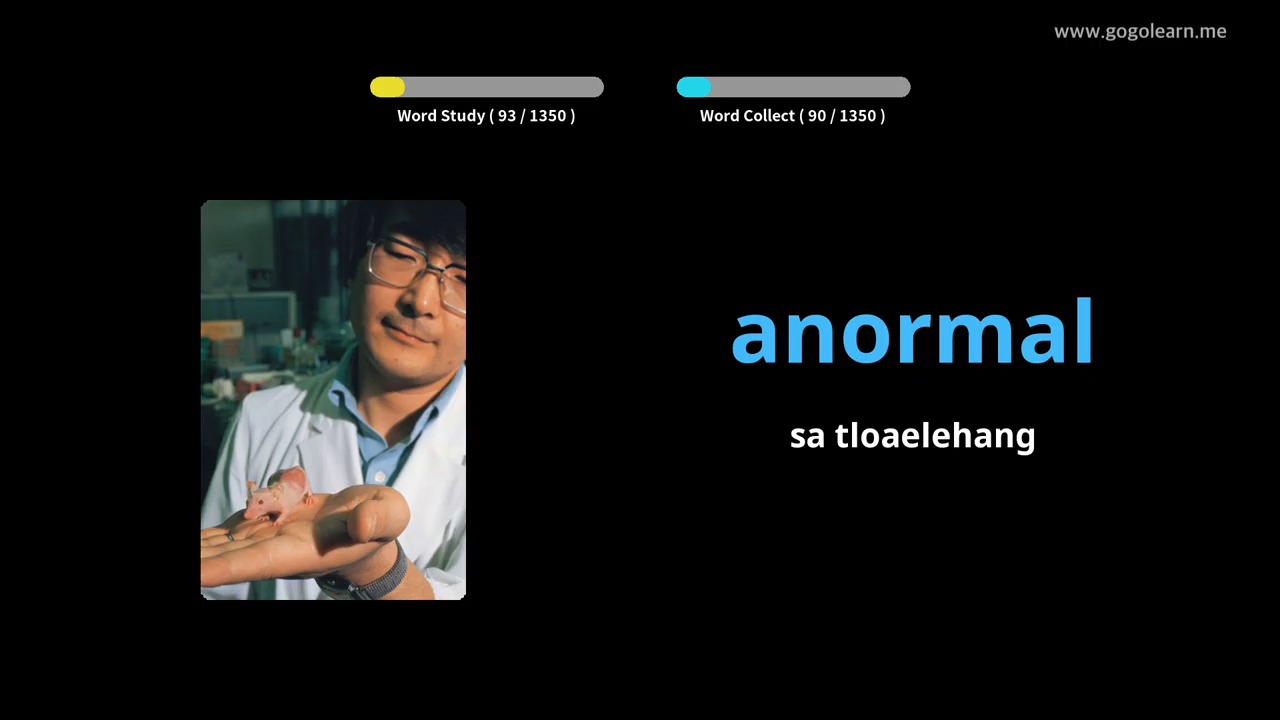 www.gogolearn.me
Word Study ( 93 / 1350 )
Word Collect ( 90 / 1350 )
anormal
sa tloaelehang